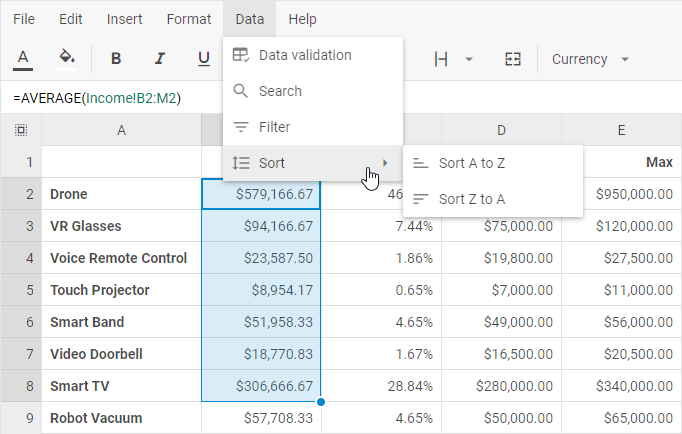 File Edit Insert Format Data Help
A B I U Currency
Data validation
=AVERAGE(Income!B2:M2)
Search
Filter
A D E
Sort
Sort A to Z
1 Max
Sort Z to A
2 Drone $579,166.67 46 $950,000.00
3 VR Glasses $94,166.67 7.44% $75,000.00 $120,000.00
4 Voice Remote Control $23,587.50 1.86% $19,800.00 $27,500.00
5 Touch Projector $8,954.17 0.65% $7,000.00 $11,000.00
6 Smart Band $51,958.33 4.65% $49,000.00 $56,000.00
7 Video Doorbell $18,770.83 1.67% $16,500.00 $20,500.00
8 Smart TV $306,666.67 28.84% $280,000.00 $340,000.00
9 Robot Vacuum $57,708.33 4.65% $50,000.00 $65,000.00